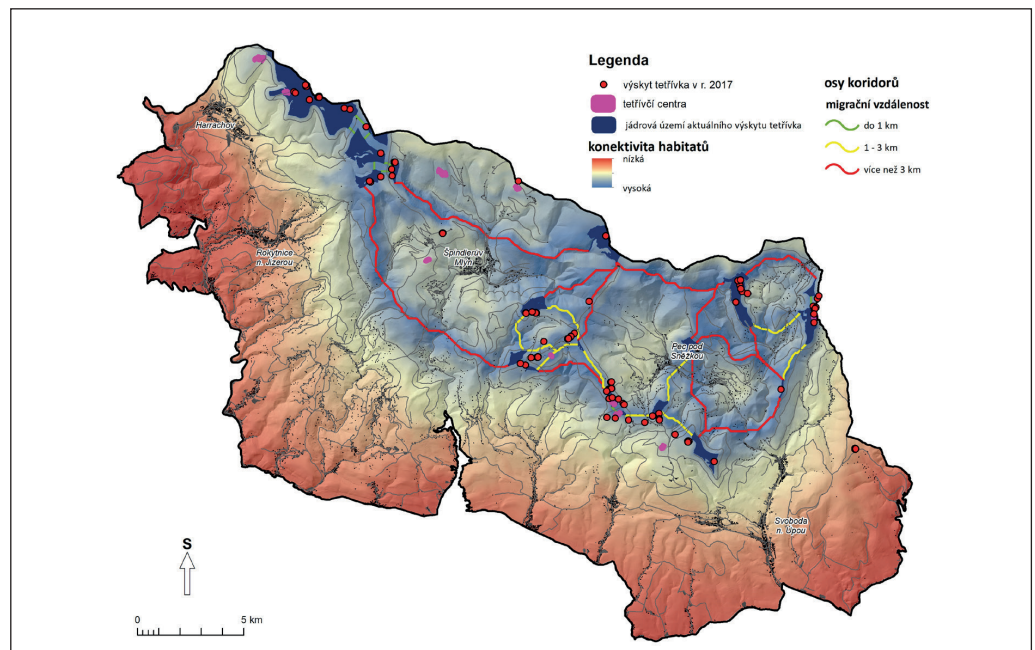 Legenda
výskyt tetřívka v r. 2017
tetřívčí centra
jádrová území aktuálního výskytu tetřívka
konektivita habitatů
nízká
vysoká
osy koridorů
migrační vzdálenost
do 1 km
1 - 3 km
více než 3 km
Harrachov
Rokytnice
n. Jizerou
Špindlerův
Mlýn
Pec pod
Sněžkou
Svoboda
n. Úpou
S
0 5 km